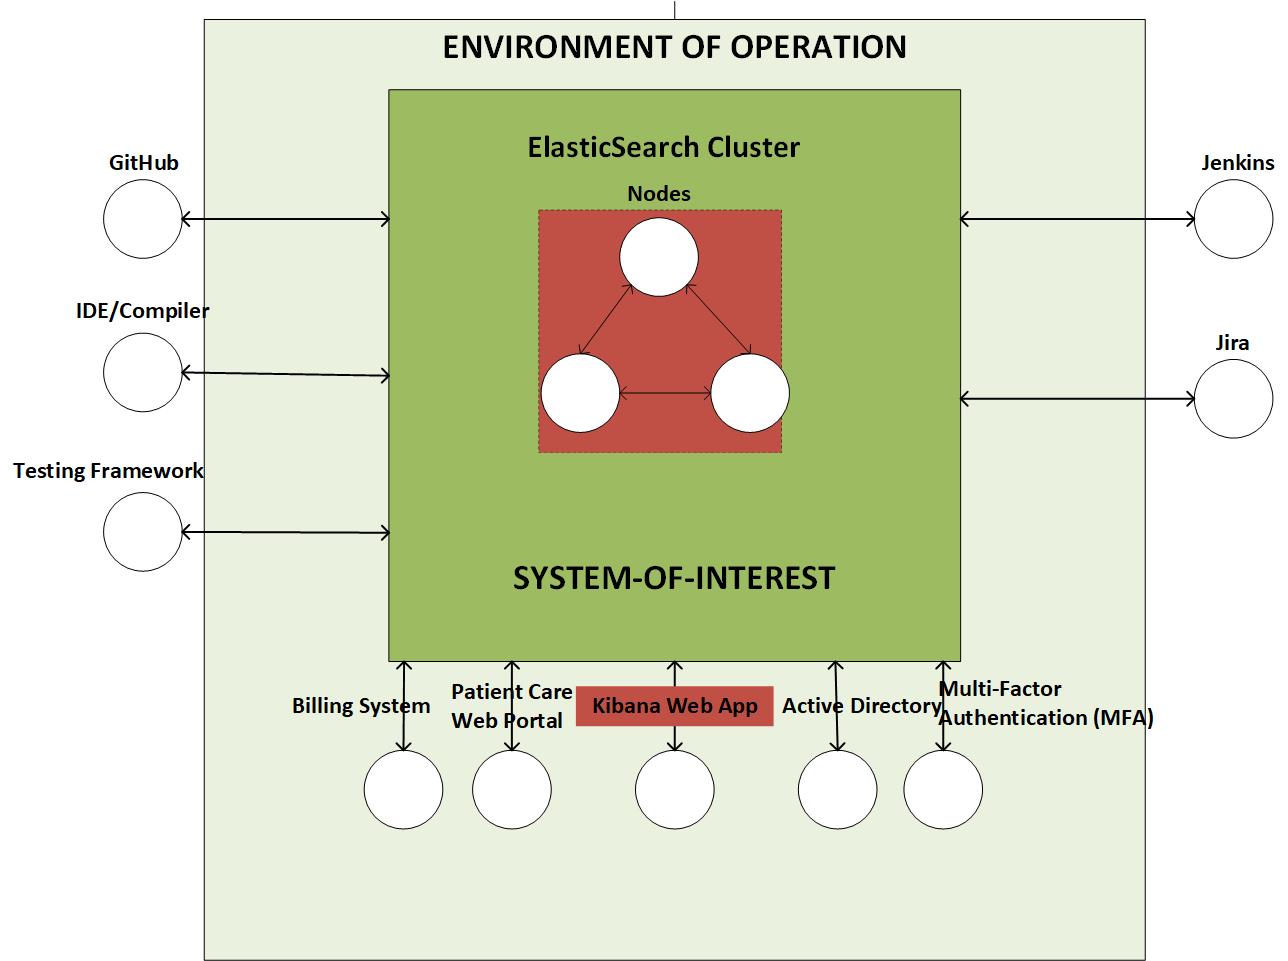 ENVIRONMENT OF OPERATION
ElasticSearch Cluster
Nodes
GitHub
Jenkins
IDE/Compiler
Jira
Testing Framework
SYSTEM-OF-INTEREST
Billing System
Patient Care
Web Portal
Kibana Web App
Active Directory
Multi-Factor
Authentication (MFA)